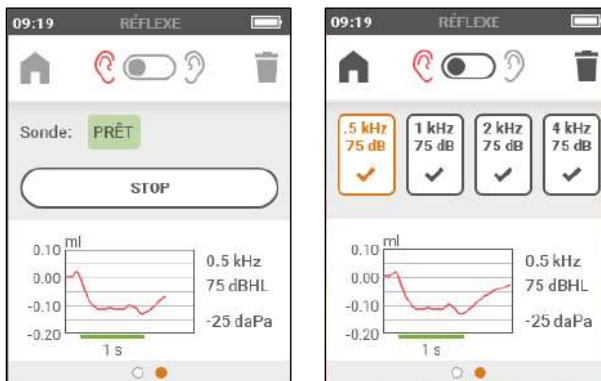 09:19 RÉFLEXE
Sonde: PRÊT
STOP
ml
0.10
0.00
-0.10
-0.20
1 s
0.5 kHz
75 dBHL
-25 daPa
09:19 RÉFLEXE
.5 kHz 1 kHz 2 kHz 4 kHz
75 dB 75 dB 75 dB 75 dB
ml
0.10
0.00
-0.10
-0.20
1 s
0.5 kHz
75 dBHL
-25 daPa